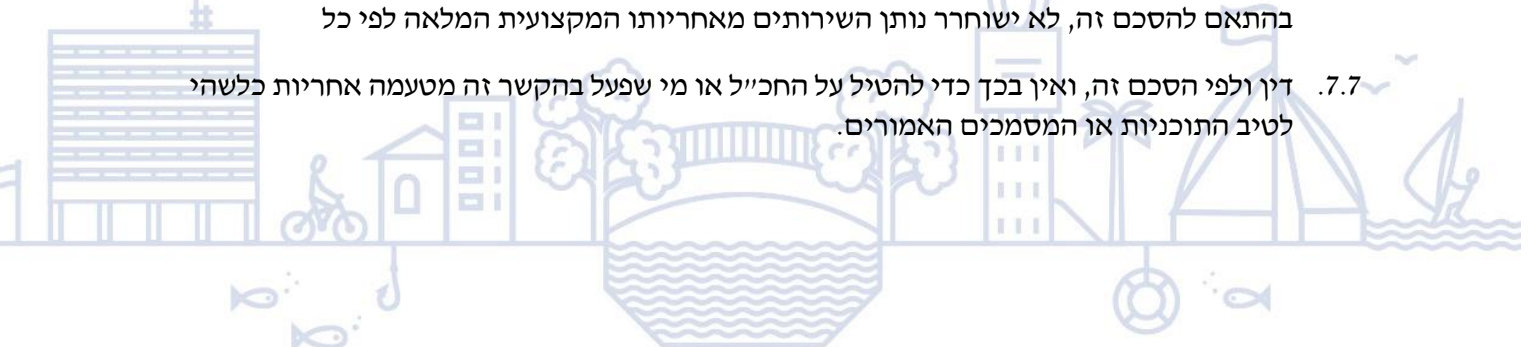 בהתאם להסכם זה, לא ישוחרר נותן השירותים מאחריותו המקצועית המלאה לפי כל
7.7. דין ולפי הסכם זה, ואין בכך כדי להטיל על החכ״ל או מי שפעל בהקשר זה מטעמה אחריות כלשהי
לטיב התוכניות או המסמכים האמורים.